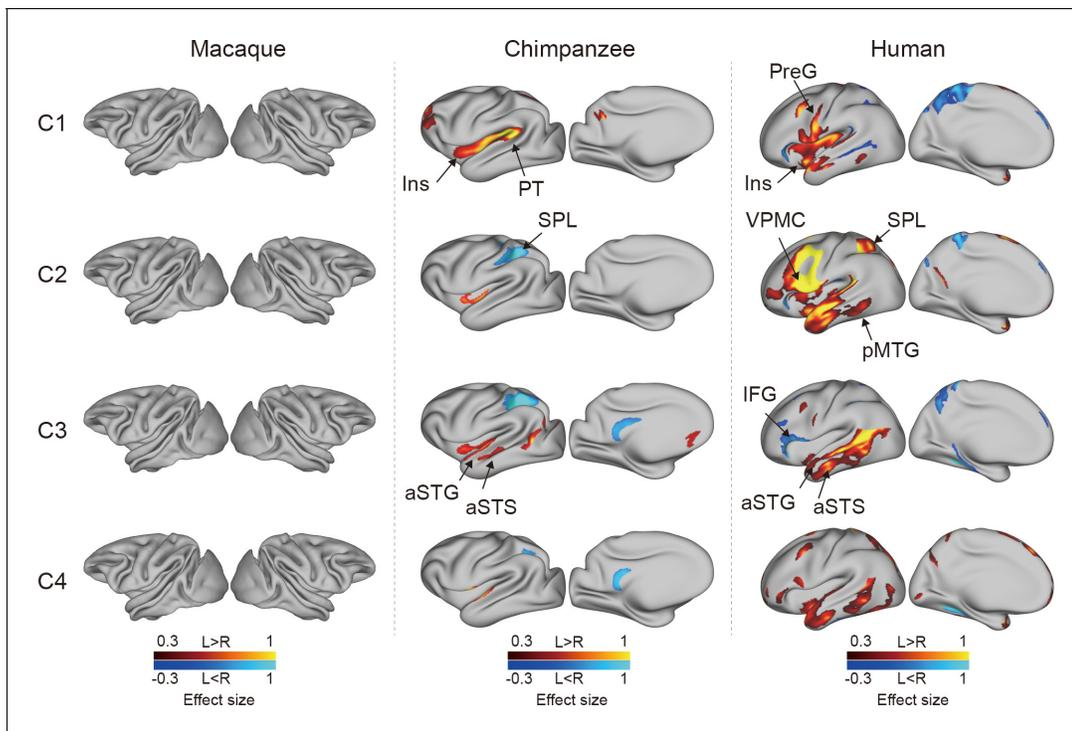 Macaque
Chimpanzee
Human
C1
Ins
PT
PreG
Ins
C2
SPL
VPMC
SPL
pMTG
C3
aSTG
aSTS
IFG
aSTG
aSTS
C4
0.3 L>R 1
-0.3 L<R 1
Effect size
0.3 L>R 1
-0.3 L<R 1
Effect size
0.3 L>R 1
-0.3 L<R 1
Effect size